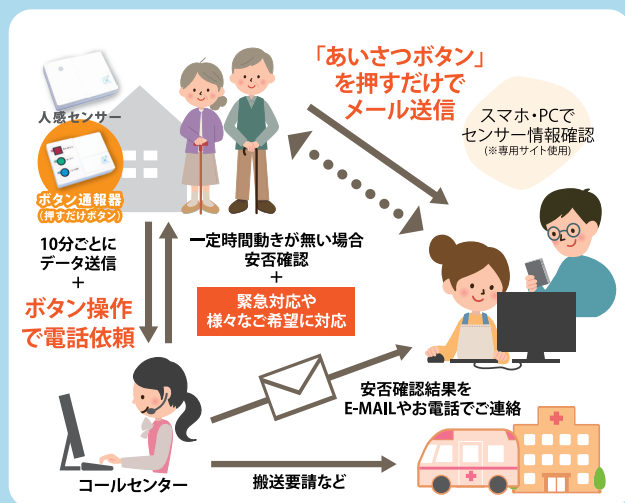 「あいさつボタン」
を押すだけで
メール送信
スマホ・PCで
センサー情報確認
(※専用サイト使用)
人感センサー
ボタン通報器
(押すだけボタン)
10分ごとに
データ送信
+
ボタン操作
で電話依頼
一定時間動きが無い場合
安否確認
+
緊急対応や
様々なご希望に対応
安否確認結果を
E-MAILやお電話でご連絡
コールセンター
搬送要請など